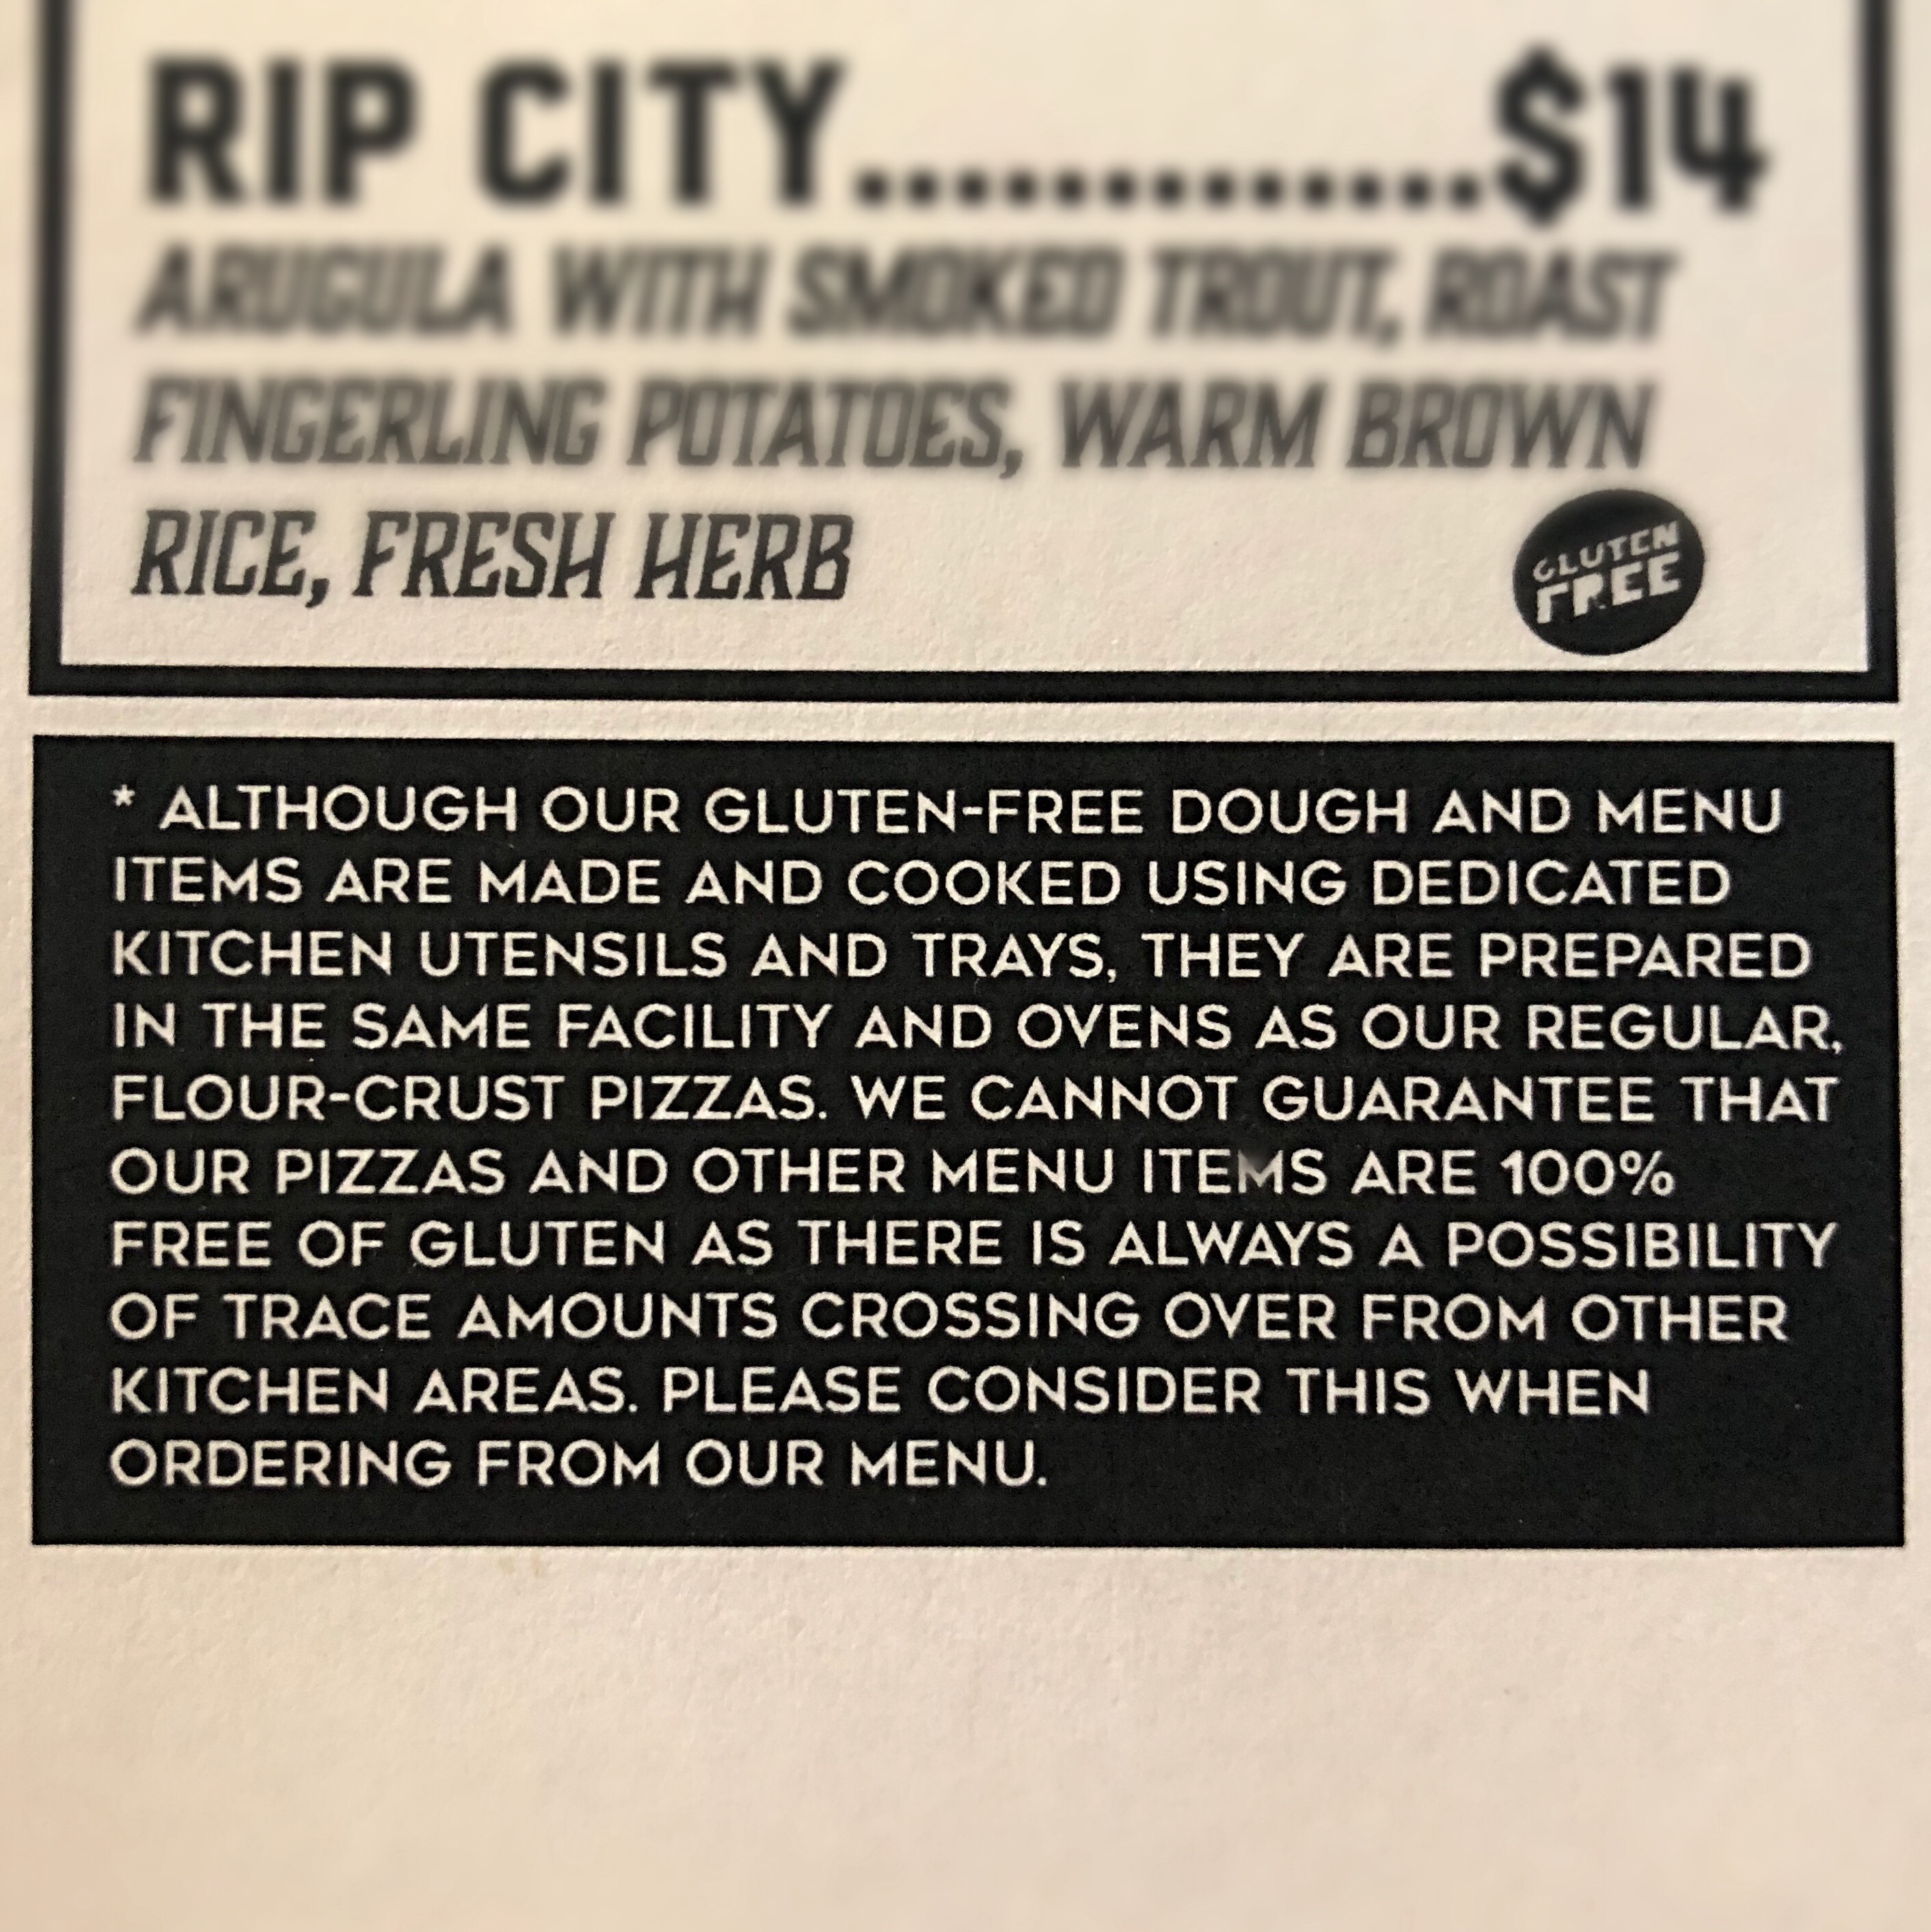 RIP CITY..............$14
ARUGULA WITH SMOKED TROUT, ROAST
FINGERLING POTATOES, WARM BROWN
RICE, FRESH HERB
GLUTEN
FREE
* ALTHOUGH OUR GLUTEN-FREE DOUGH AND MENU
ITEMS ARE MADE AND COOKED USING DEDICATED
KITCHEN UTENSILS AND TRAYS, THEY ARE PREPARED
IN THE SAME FACILITY AND OVENS AS OUR REGULAR,
FLOUR-CRUST PIZZAS. WE CANNOT GUARANTEE THAT
OUR PIZZAS AND OTHER MENU ITEMS ARE 100%
FREE OF GLUTEN AS THERE IS ALWAYS A POSSIBILITY
OF TRACE AMOUNTS CROSSING OVER FROM OTHER
KITCHEN AREAS. PLEASE CONSIDER THIS WHEN
ORDERING FROM OUR MENU.